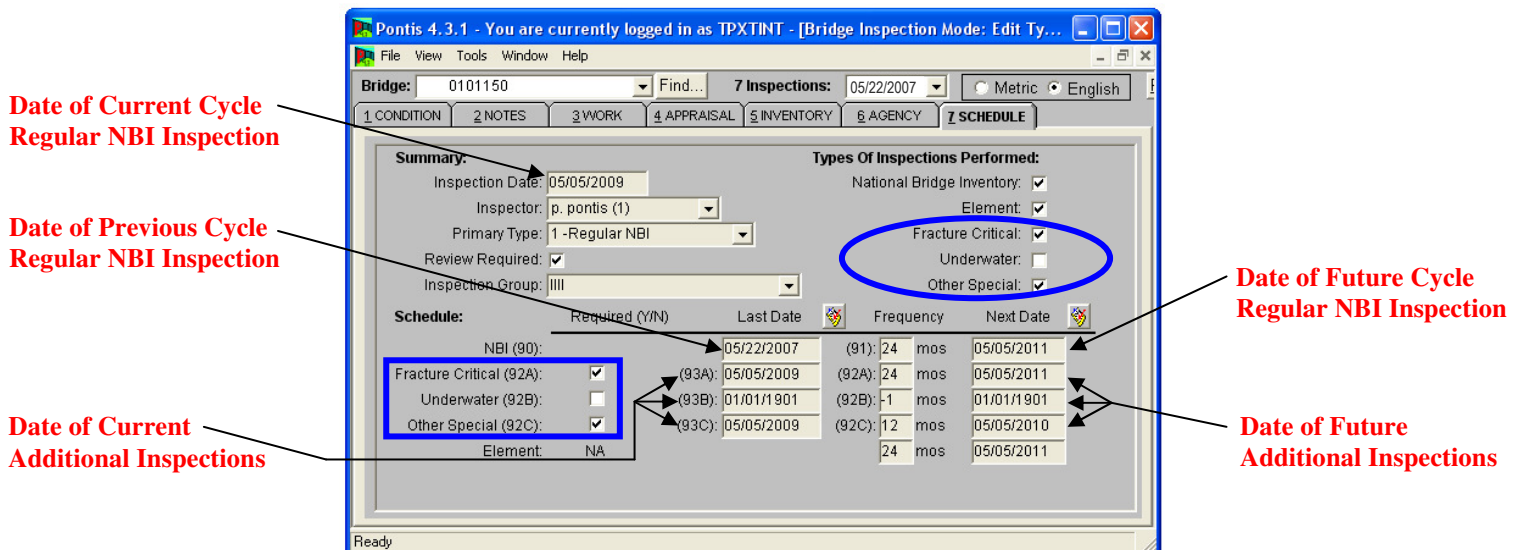 Pontis 4.3.1 - You are currently logged in as TPXTINT - [Bridge Inspection Mode: Edit Ty...
File View Tools Window Help
Bridge: 0101150 Find... 7 Inspections: 05/22/2007 Metric English
1 CONDITION 2 NOTES 3 WORK 4 APPRAISAL 5 INVENTORY 6 AGENCY 7 SCHEDULE
Date of Current Cycle
Regular NBI Inspection
Summary: Types Of Inspections Performed:
Inspection Date: 05/05/2009 National Bridge Inventory:
Inspector: p. pontis (1) Element:
Date of Previous Cycle
Regular NBI Inspection
Primary Type: 1 -Regular NBI Fracture Critical:
Review Required: Underwater:
Inspection Group: IIII Other Special:
Date of Future Cycle
Regular NBI Inspection
Schedule: Required (Y/N) Last Date Frequency Next Date
NBI (90): 05/22/2007 (91): 24 mos 05/05/2011
Fracture Critical (92A): (93A): 05/05/2009 (92A): 24 mos 05/05/2011
Underwater (92B): (93B): 01/01/1901 (92B): -1 mos 01/01/1901
Other Special (92C): (93C): 05/05/2009 (92C): 12 mos 05/05/2010
Element: NA 24 mos 05/05/2011
Date of Current
Additional Inspections
Date of Future
Additional Inspections
Ready